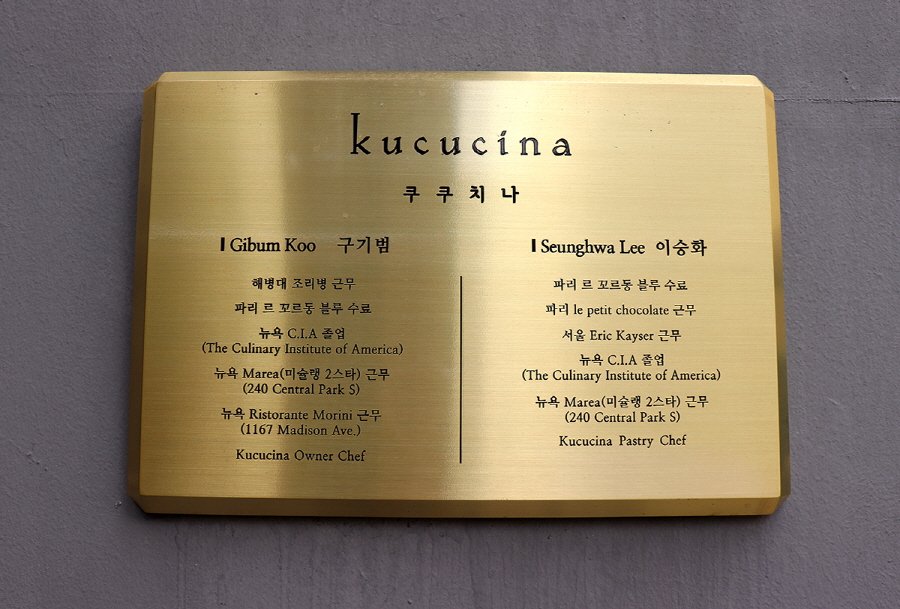 kucucina
쿠쿠치나
Gibum Koo 구기범
해병대 조리병 근무
파리 르 꼬르동 블루 수료
뉴욕 C.I.A 졸업
(The Culinary Institute of America)
뉴욕 Marea(미슐랭 2스타) 근무
(240 Central Park S)
뉴욕 Ristorante Morini 근무
(1167 Madison Ave.)
Kucucina Owner Chef
Seunghwa Lee 이승화
파리 르 꼬르동 블루 수료
파리 le petit chocolate 근무
서울 Eric Kayser 근무
뉴욕 C.I.A 졸업
(The Culinary Institute of America)
뉴욕 Marea(미슐랭 2스타) 근무
(240 Central Park S)
Kucucina Pastry Chef